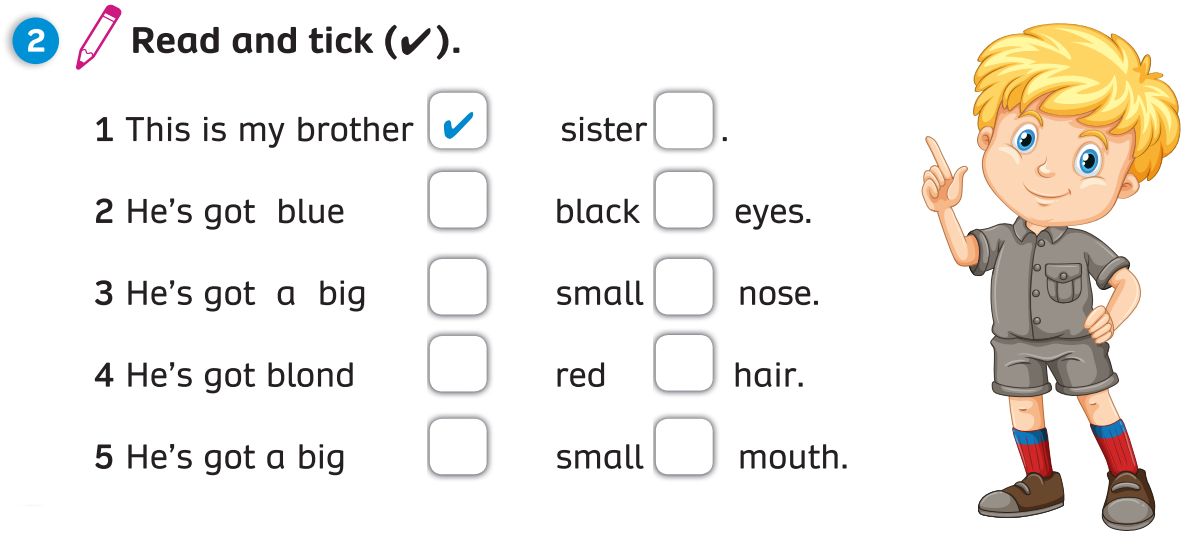 2 Read and tick (✔).
1 This is my brother ✔ sister .
2 He's got blue black eyes.
3 He's got a big small nose.
4 He's got blond red hair.
5 He's got a big small mouth.